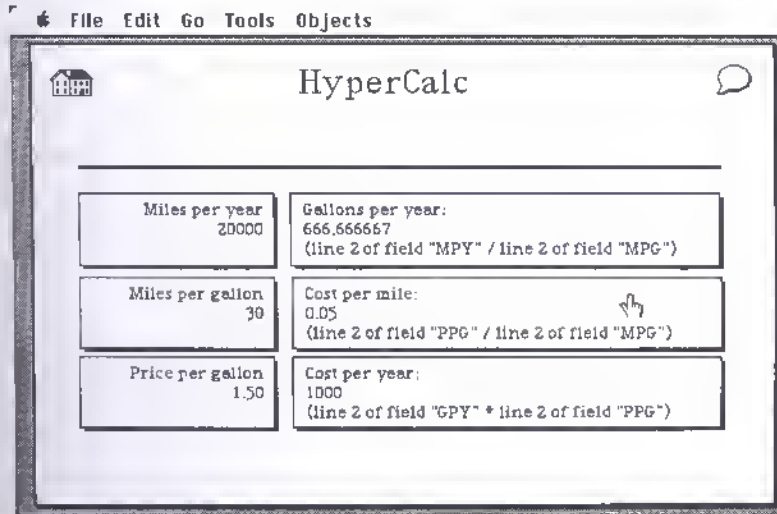 File Edit Go Tools Objects
HyperCalc
Miles per year
20000
Gallons per year:
666.666667
(line 2 of field "MPY" / line 2 of field "MPG")
Miles per gallon
30
Cost per mile:
0.05
(line 2 of field "PPG" / line 2 of field "MPG")
Price per gallon
1.50
Cost per year:
1000
(line 2 of field "GPY" * line 2 of field "PPG")